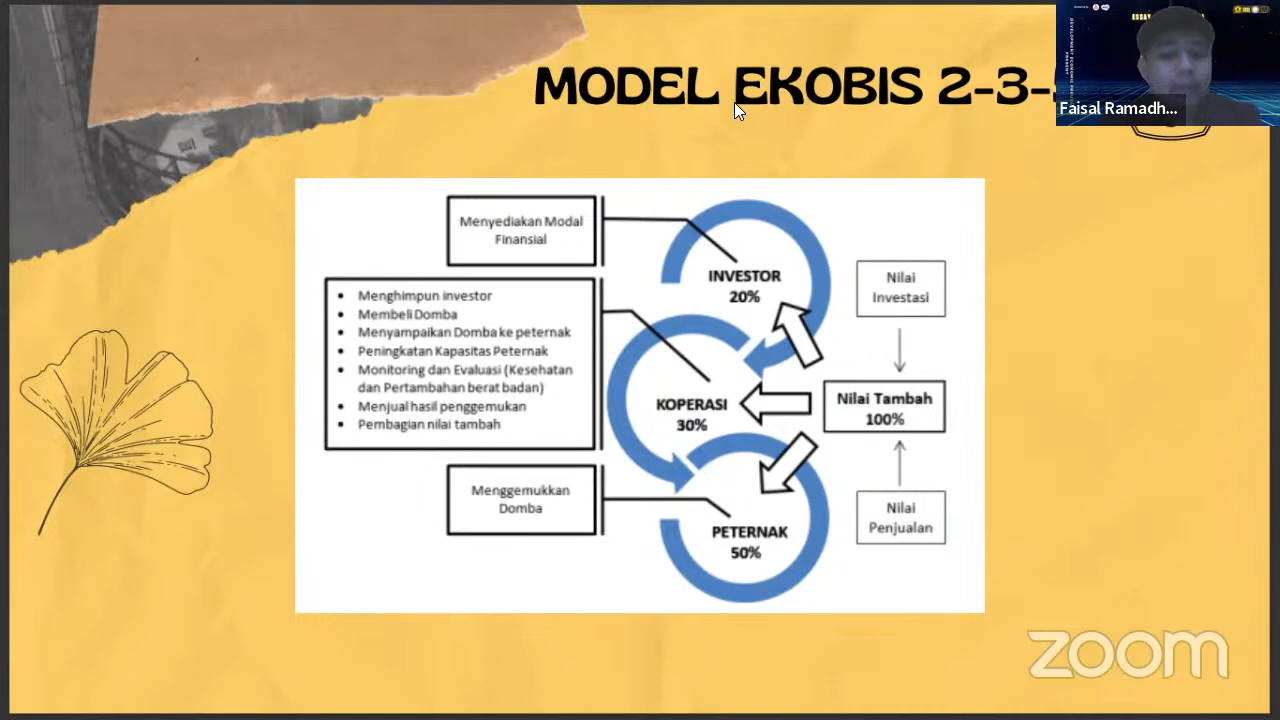 MODEL EKOBIS 2-3-
Faisal Ramadh...
Menyediakan Modal
Finansial
INVESTOR
20%
Nilai
Investasi
• Menghimpun investor
• Membeli Domba
• Menyampaikan Domba ke peternak
• Peningkatan Kapasitas Peternak
• Monitoring dan Evaluasi (Kesehatan
dan Pertambahan berat badan)
• Menjual hasil penggemukan
• Pembagian nilai tambah
KOPERASI
30%
Nilai Tambah
100%
Menggemukkan
Domba
PETERNAK
50%
Nilai
Penjualan
zoom